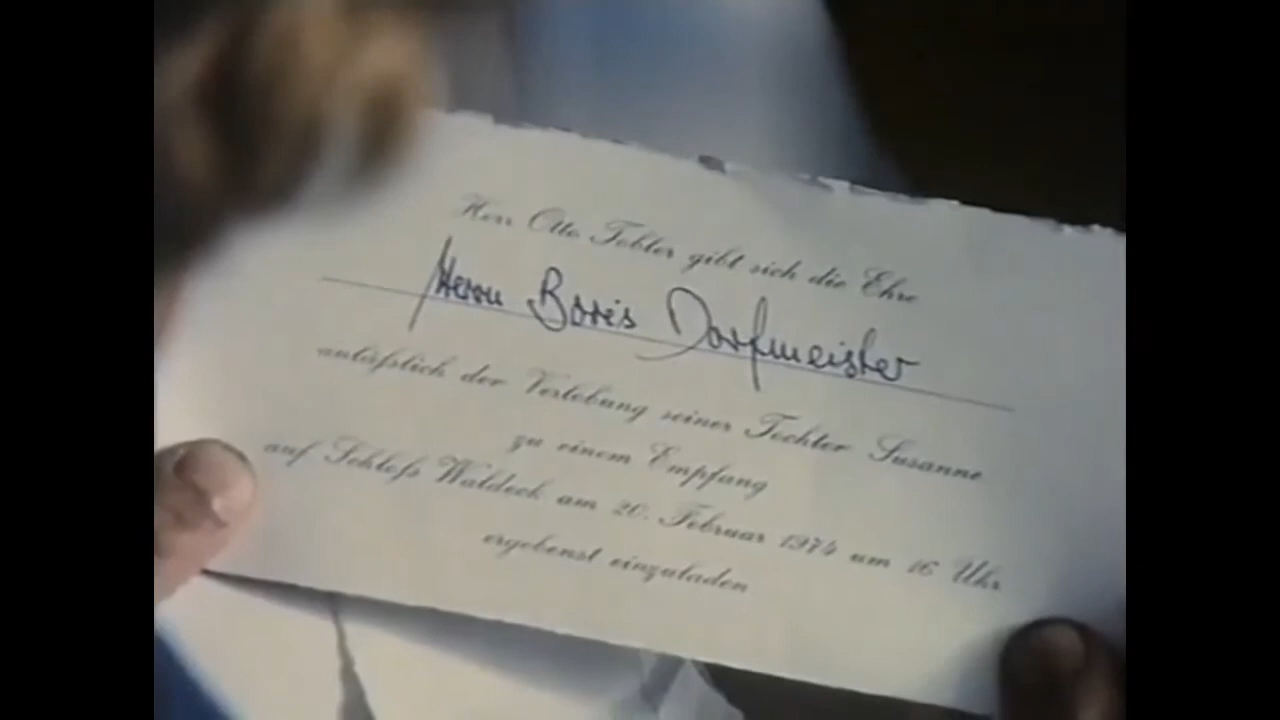 Herr Otto Tobler gibt sich die Ehre
Herrn Boris Dorfmeister
anläßlich der Verlobung seiner Tochter Susanne
zu einem Empfang
auf Schloß Waldeck am 20. Februar 1974 um 16 Uhr
ergebenst einzuladen